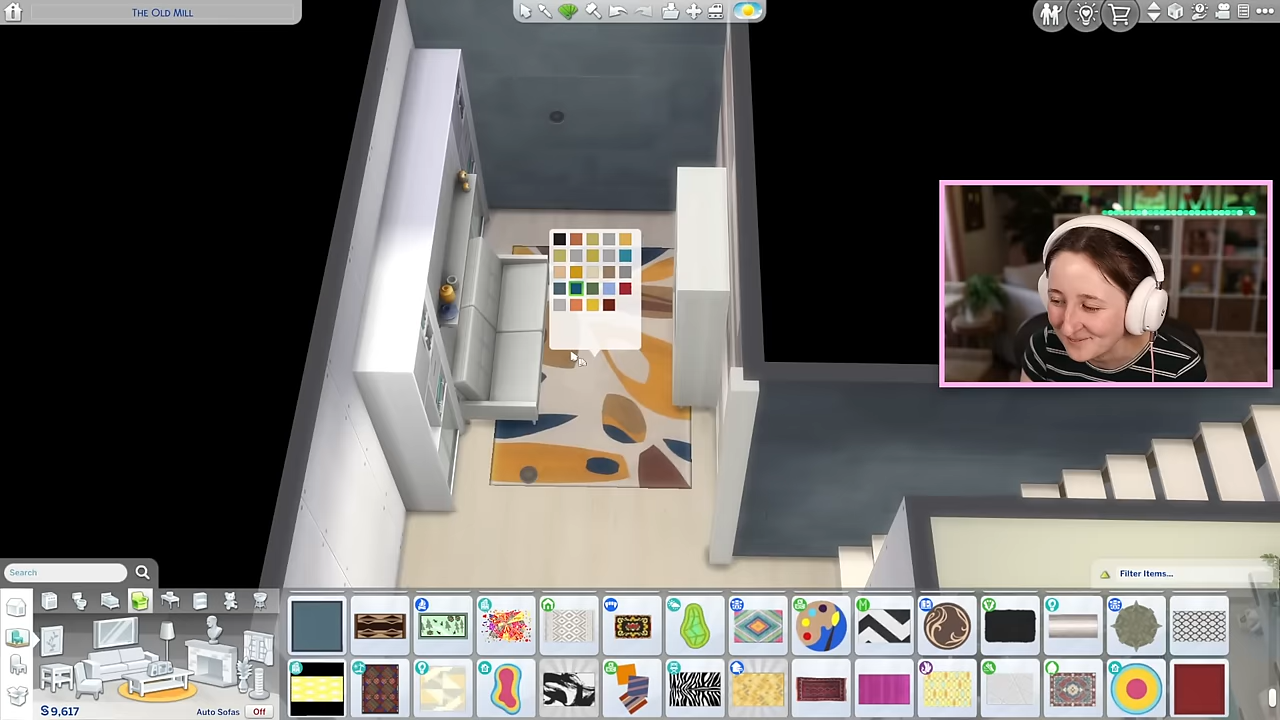 THE OLD MILL
Search
Filter Items...
§9,617
Auto Sofas
Off